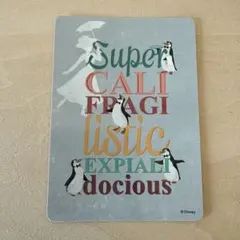 Super
CALI
FRAGI
listic
EXPIALI
docious
©Disney